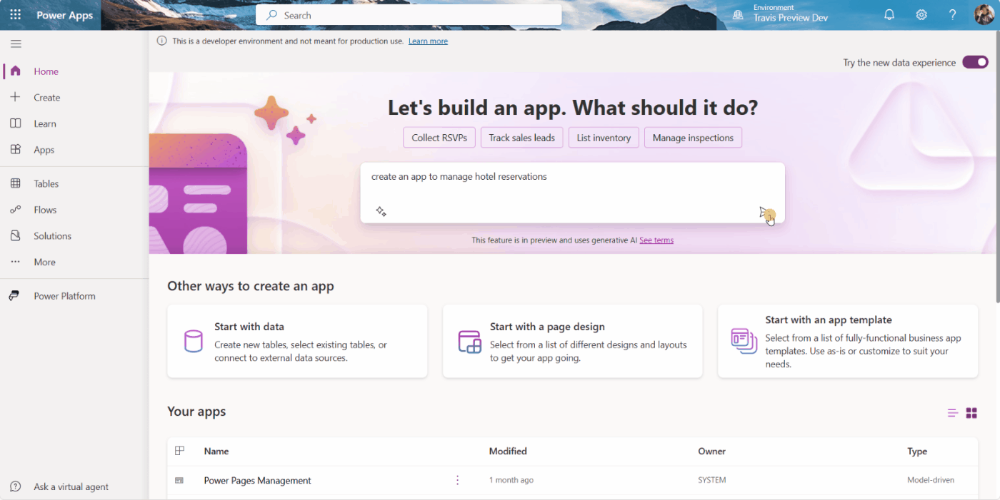 Power Apps
Search
Environment
Travis Preview Dev
This is a developer environment and not meant for production use. Learn more
Try the new data experience
Home
Create
Learn
Apps
Tables
Flows
Solutions
More
Power Platform
Ask a virtual agent
Let's build an app. What should it do?
Collect RSVPs Track sales leads List inventory Manage inspections
create an app to manage hotel reservations
This feature is in preview and uses generative AI See terms
Other ways to create an app
Start with data
Create new tables, select existing tables, or
connect to external data sources.
Start with a page design
Select from a list of different designs and layouts
to get your app going.
Start with an app template
Select from a list of fully-functional business app
templates. Use as-is or customize to suit your
needs.
Your apps
Name Modified Owner Type
Power Pages Management 1 month ago SYSTEM Model-driven